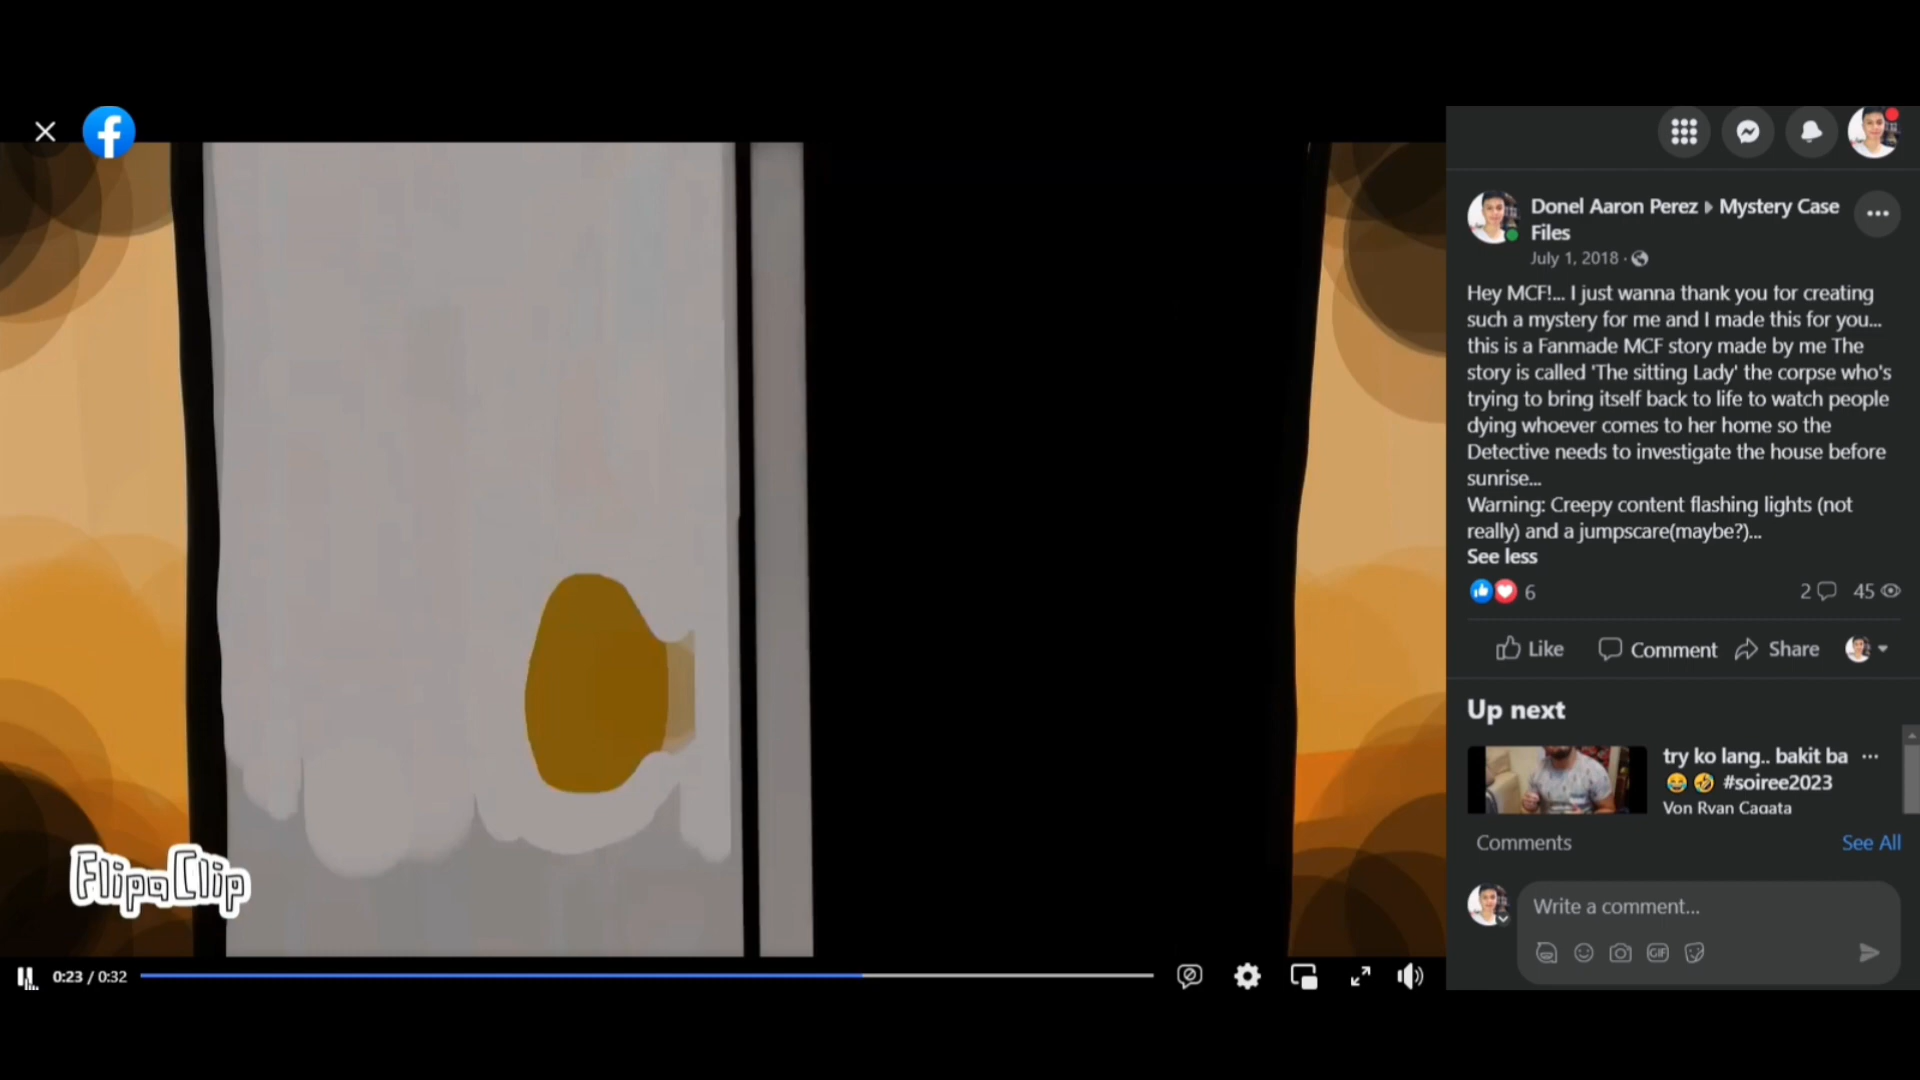 Donel Aaron Perez Mystery Case
Files
July 1, 2018 ·
Hey MCF!... I just wanna thank you for creating
such a mystery for me and I made this for you...
this is a Fanmade MCF story made by me The
story is called 'The sitting Lady' the corpse who's
trying to bring itself back to life to watch people
dying whoever comes to her home so the
Detective needs to investigate the house before
sunrise...
Warning: Creepy content flashing lights (not
really) and a jumpscare(maybe?)...
See less
6
2
45
Like
Comment
Share
Up next
try ko lang.. bakit ba
😂 🤣 #soiree2023
Von Ryan Cagata
Comments
See All
Write a comment...
GIF
FlipaClip
0:23 / 0:32